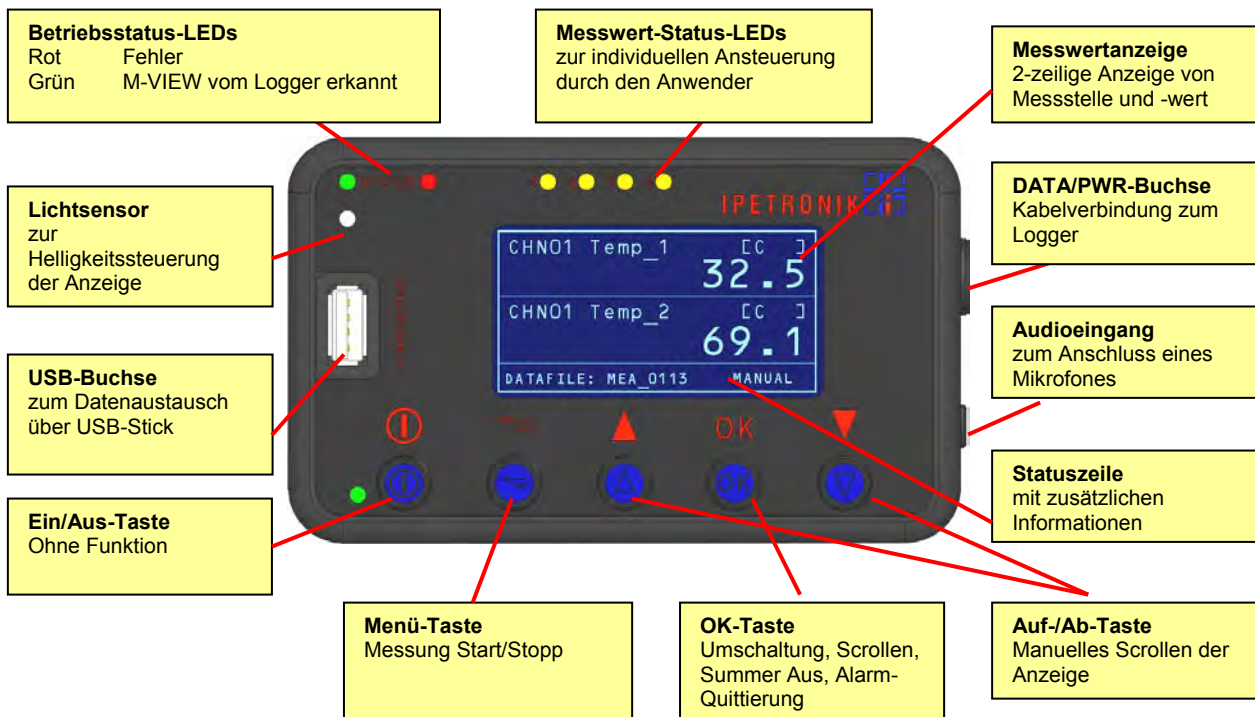 Betriebsstatus-LEDs
Rot Fehler
Grün M-VIEW vom Logger erkannt
Messwert-Status-LEDs
zur individuellen Ansteuerung
durch den Anwender
Messwertanzeige
2-zeilige Anzeige von
Messstelle und -wert
Lichtsensor
zur
Helligkeitssteuerung
der Anzeige
DATA/PWR-Buchse
Kabelverbindung zum
Logger
IPETRONIK
CHNO1 Temp_1 [C ]
32.5
CHNO1 Temp_2 [C ]
69.1
DATAFILE: MEA_0113 MANUAL
Audioeingang
zum Anschluss eines
Mikrofones
USB-Buchse
zum Datenaustausch
über USB-Stick
OK
OK
Statuszeile
mit zusätzlichen
Informationen
Ein/Aus-Taste
Ohne Funktion
Menü-Taste
Messung Start/Stopp
OK-Taste
Umschaltung, Scrollen,
Summer Aus, Alarm-
Quittierung
Auf-/Ab-Taste
Manuelles Scrollen der
Anzeige